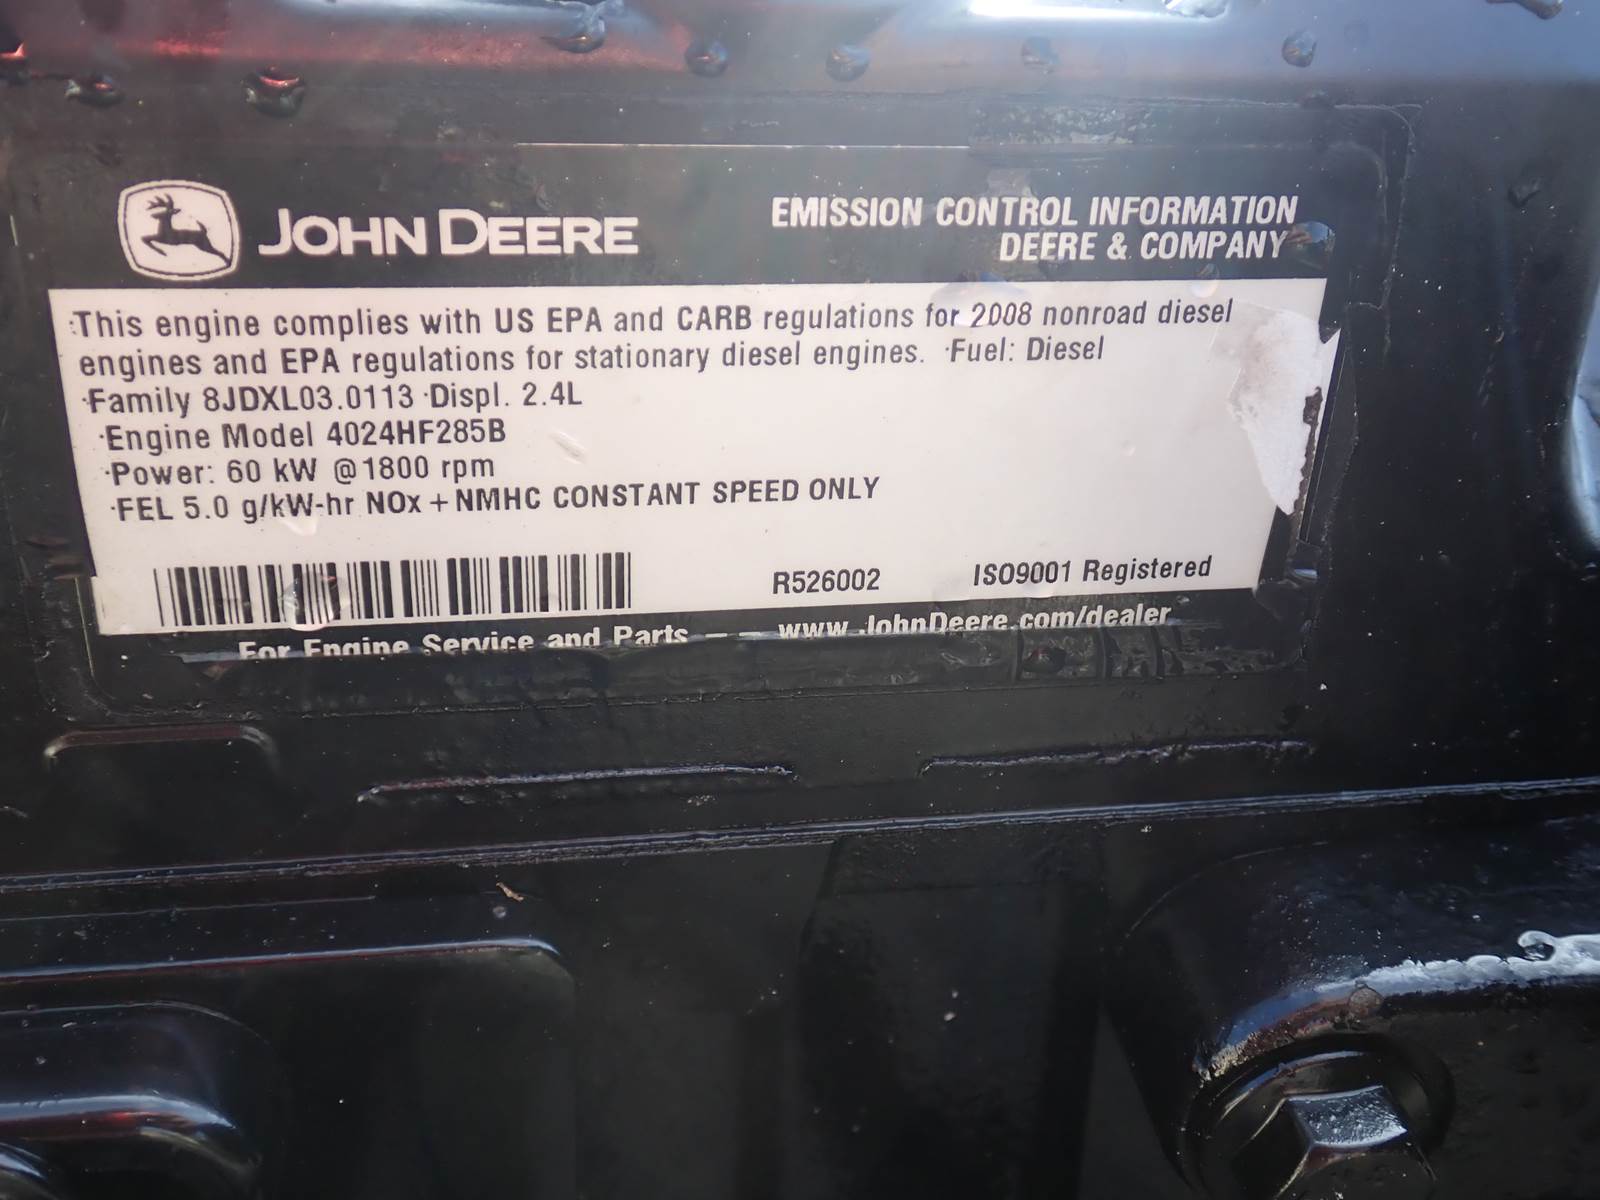 JOHN DEERE
EMISSION CONTROL INFORMATION
DEERE & COMPANY
·This engine complies with US EPA and CARB regulations for 2008 nonroad diesel
engines and EPA regulations for stationary diesel engines. ·Fuel: Diesel
·Family 8JDXL03.0113 ·Displ. 2.4L
·Engine Model 4024HF285B
·Power: 60 kW @1800 rpm
·FEL 5.0 g/kW-hr NOx + NMHC CONSTANT SPEED ONLY
R526002 ISO9001 Registered
For Engine Service and Parts — — www.JohnDeere.com/dealer